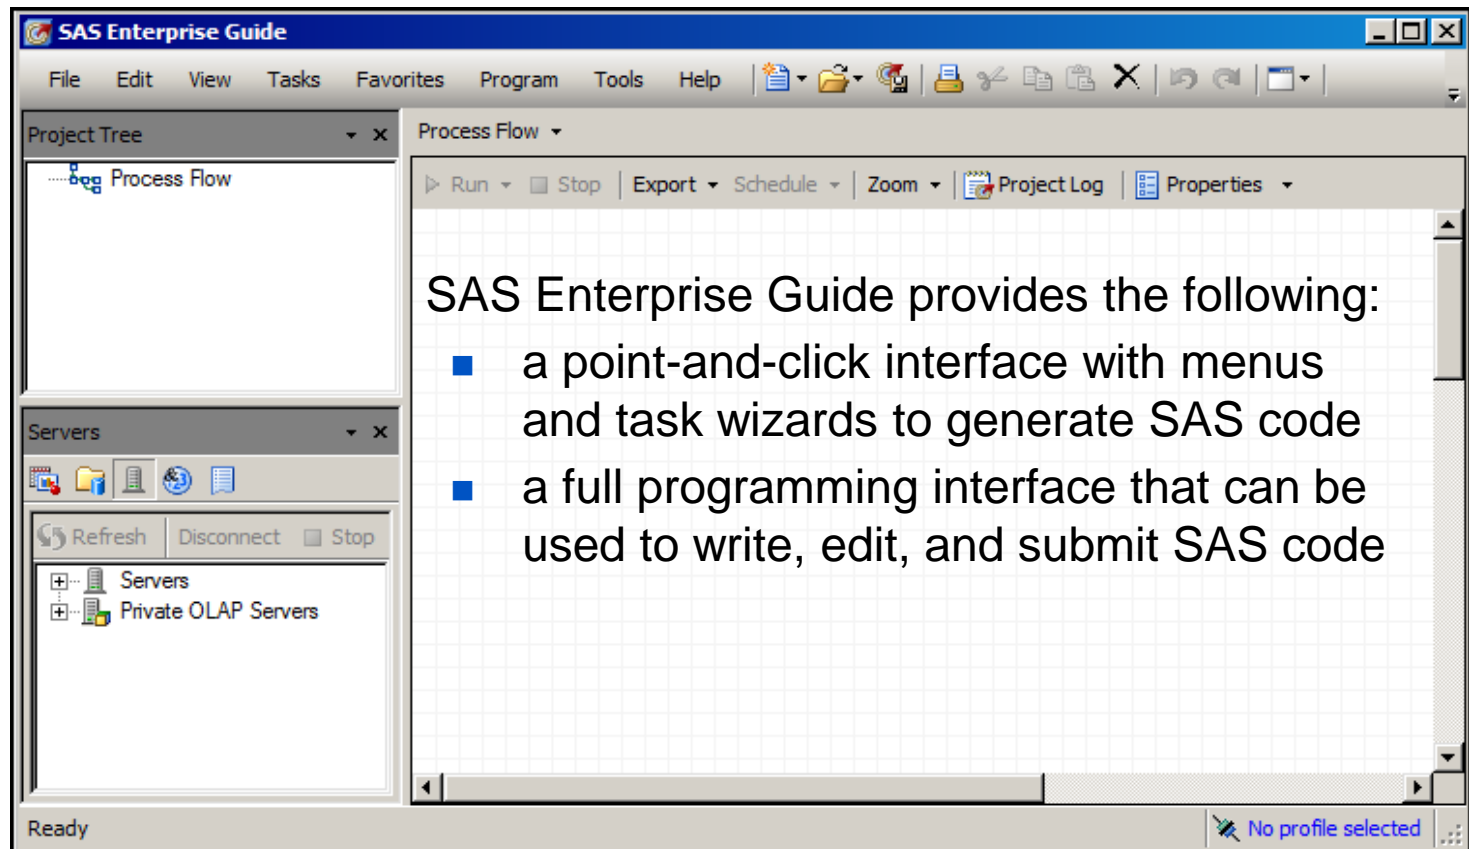 SAS Enterprise Guide
File Edit View Tasks Favorites Program Tools Help
Project Tree
Process Flow
Process Flow
Run Stop Export Schedule Zoom Project Log Properties
SAS Enterprise Guide provides the following:
a point-and-click interface with menus
and task wizards to generate SAS code
a full programming interface that can be
used to write, edit, and submit SAS code
Servers
Refresh Disconnect Stop
Servers
Private OLAP Servers
Ready
No profile selected